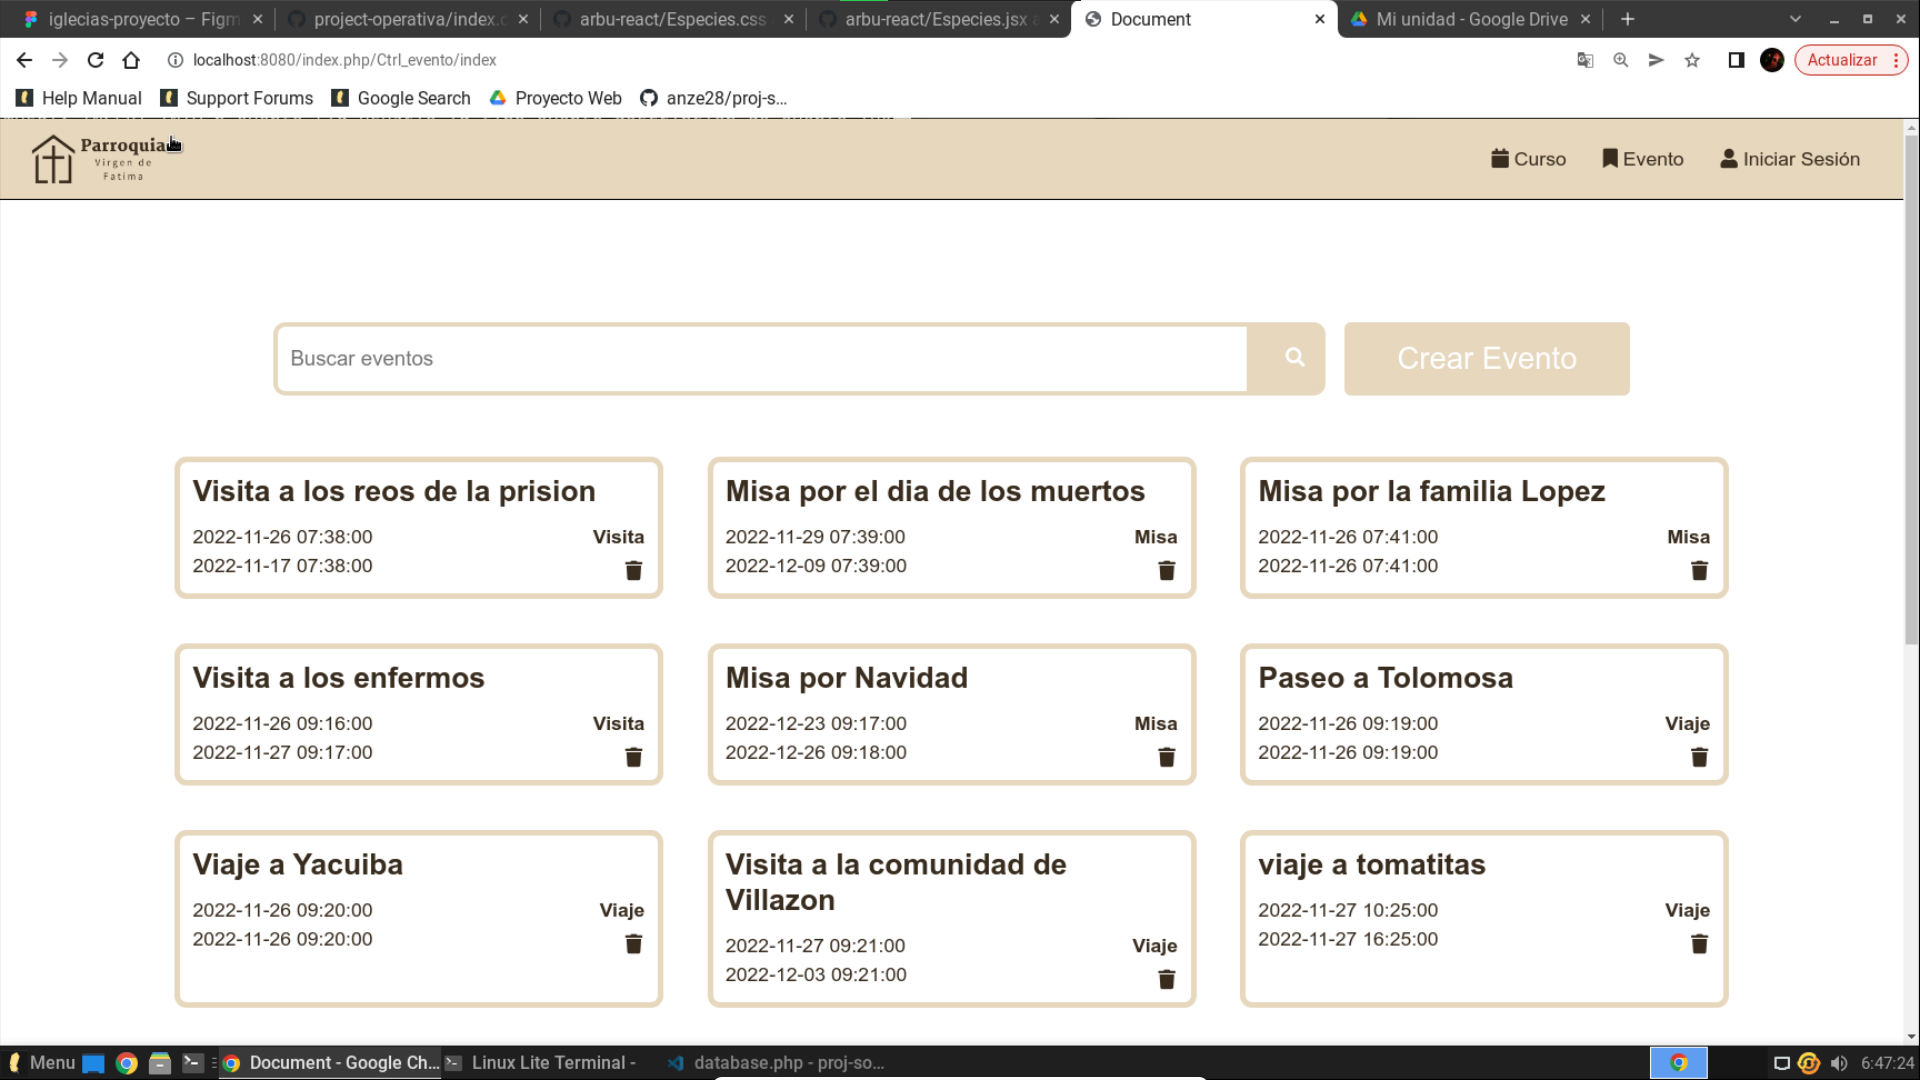 iglecias-proyecto – Figm
project-operativa/index.c
arbu-react/Especies.css
arbu-react/Especies.jsx a
Document
Mi unidad - Google Drive
localhost:8080/index.php/Ctrl_evento/index
Actualizar
Help Manual
Support Forums
Google Search
Proyecto Web
anze28/proj-s...
Parroquia
Virgen de
Fatima
Curso
Evento
Iniciar Sesión
Buscar eventos
Crear Evento
Visita a los reos de la prision
2022-11-26 07:38:00
Visita
2022-11-17 07:38:00
Misa por el dia de los muertos
2022-11-29 07:39:00
Misa
2022-12-09 07:39:00
Misa por la familia Lopez
2022-11-26 07:41:00
Misa
2022-11-26 07:41:00
Visita a los enfermos
2022-11-26 09:16:00
Visita
2022-11-27 09:17:00
Misa por Navidad
2022-12-23 09:17:00
Misa
2022-12-26 09:18:00
Paseo a Tolomosa
2022-11-26 09:19:00
Viaje
2022-11-26 09:19:00
Viaje a Yacuiba
2022-11-26 09:20:00
Viaje
2022-11-26 09:20:00
Visita a la comunidad de
Villazon
2022-11-27 09:21:00
Viaje
2022-12-03 09:21:00
viaje a tomatitas
2022-11-27 10:25:00
Viaje
2022-11-27 16:25:00
Menu
Document - Google Ch...
Linux Lite Terminal -
database.php - proj-so...
6:47:24